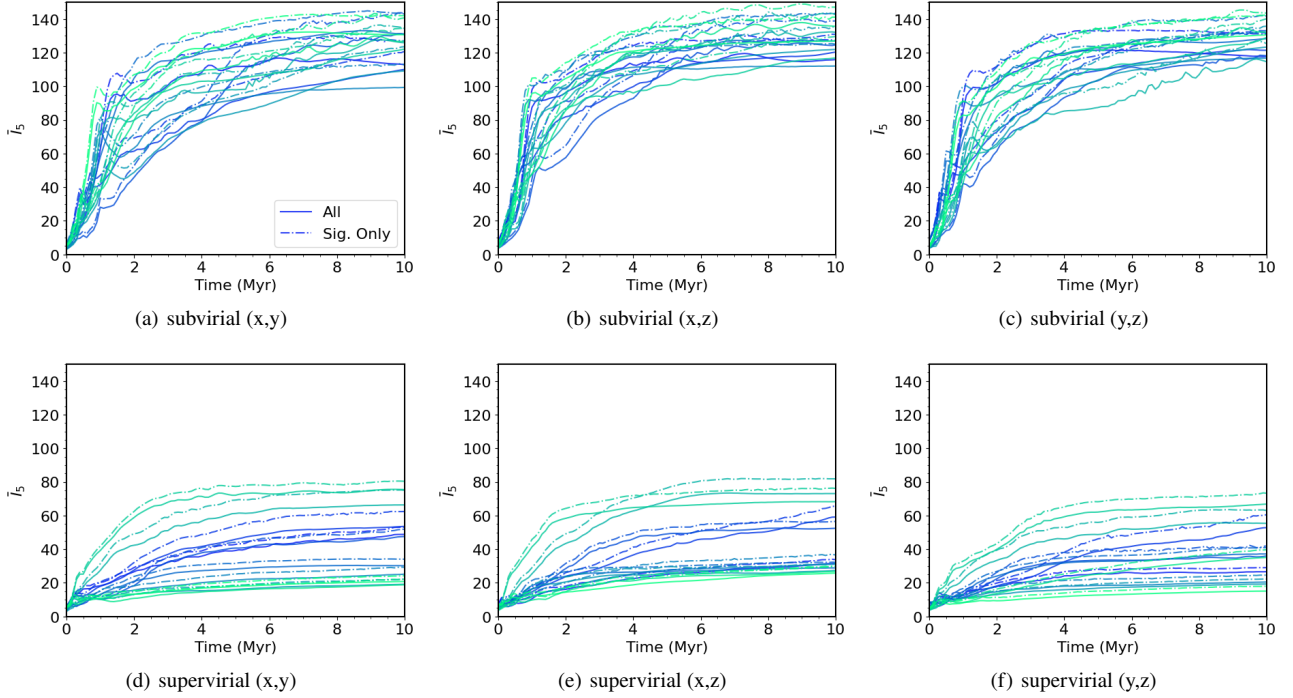 140
120
100
80
60
40
20
0
Ī₅
0 2 4 6 8 10
Time (Myr)
All
Sig. Only
(a) subvirial (x,y)
140
120
100
80
60
40
20
0
Ī₅
0 2 4 6 8 10
Time (Myr)
(b) subvirial (x,z)
140
120
100
80
60
40
20
0
Ī₅
0 2 4 6 8 10
Time (Myr)
(c) subvirial (y,z)
140
120
100
80
60
40
20
0
Ī₅
0 2 4 6 8 10
Time (Myr)
(d) supervirial (x,y)
140
120
100
80
60
40
20
0
Ī₅
0 2 4 6 8 10
Time (Myr)
(e) supervirial (x,z)
140
120
100
80
60
40
20
0
Ī₅
0 2 4 6 8 10
Time (Myr)
(f) supervirial (y,z)